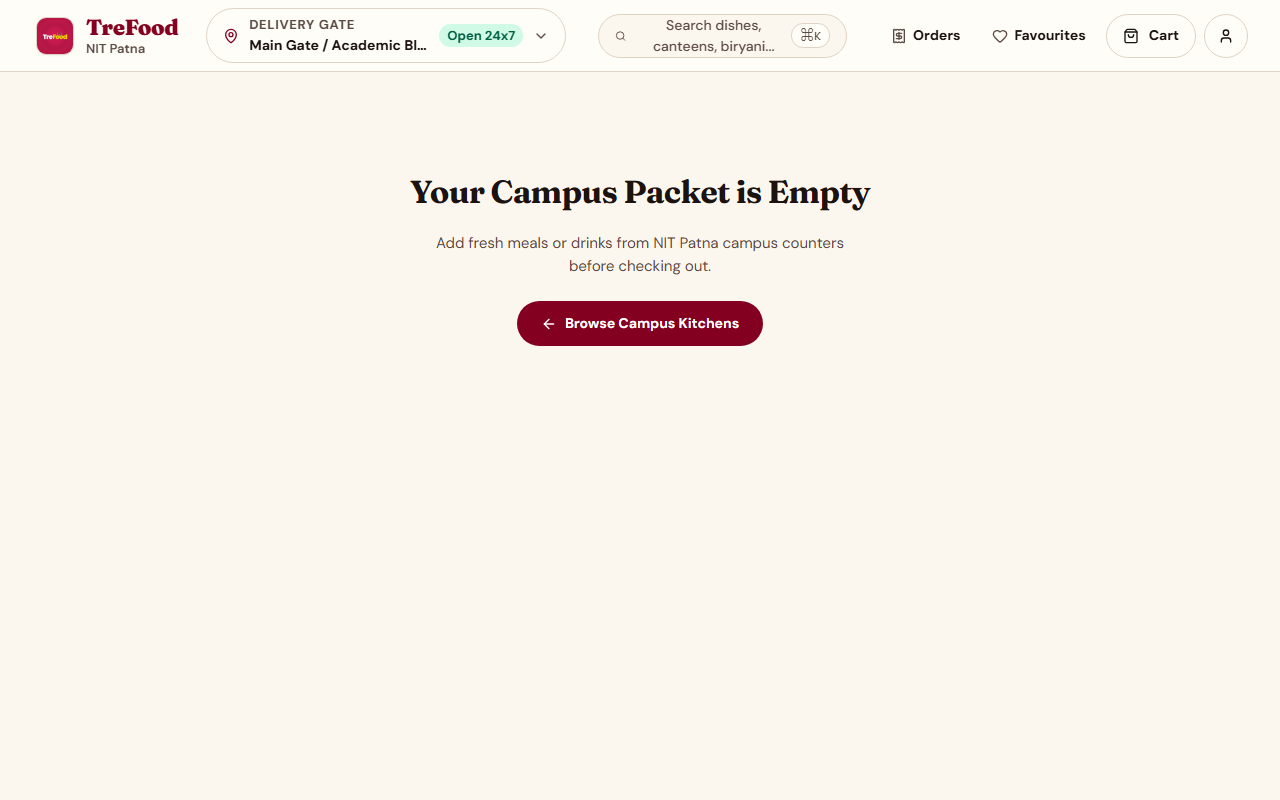 TreFood
TreFood
NIT Patna
DELIVERY GATE
Main Gate / Academic Bl...
Open 24x7
Search dishes,
canteens, biryani...
⌘K
Orders
Favourites
Cart
Your Campus Packet is Empty
Add fresh meals or drinks from NIT Patna campus counters
before checking out.
Browse Campus Kitchens